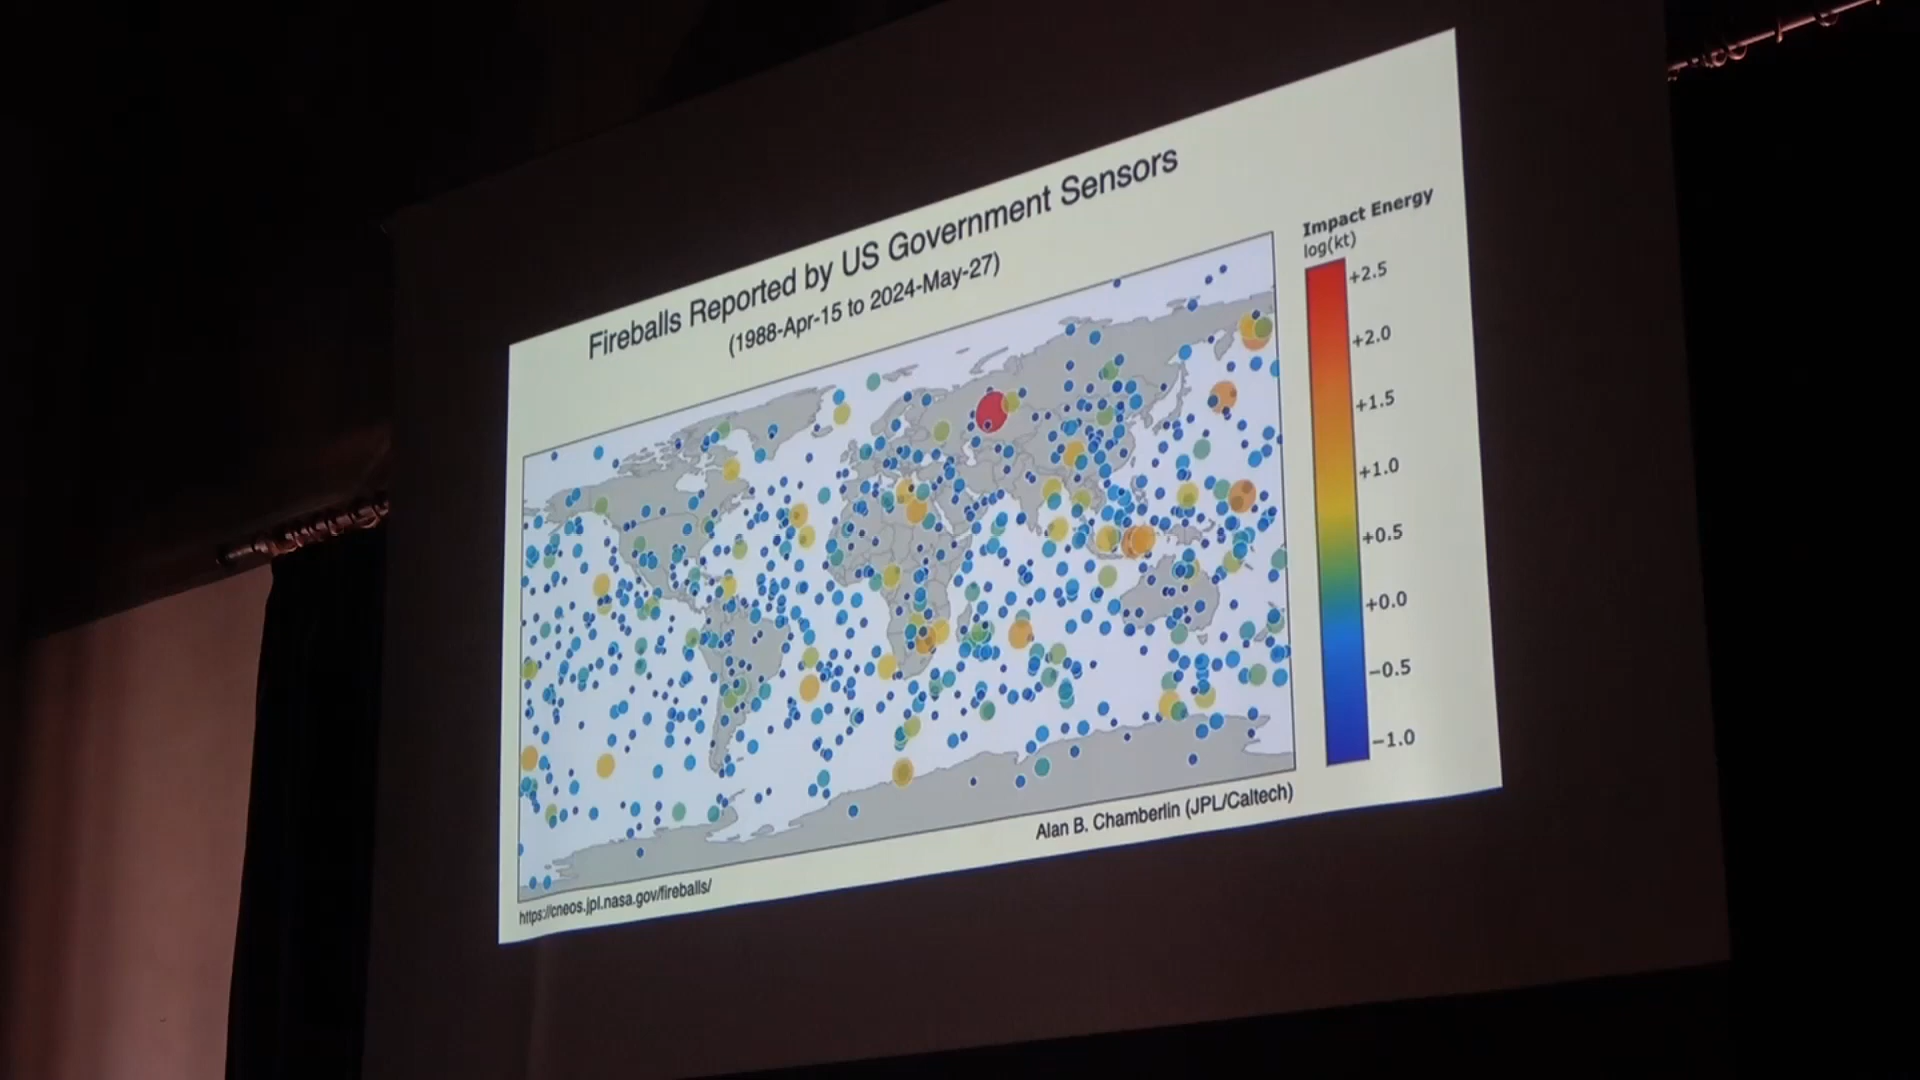 Fireballs Reported by US Government Sensors
(1988-Apr-15 to 2024-May-27)
Impact Energy
log(kt)
+2.5
+2.0
+1.5
+1.0
+0.5
+0.0
−0.5
−1.0
Alan B. Chamberlin (JPL/Caltech)
https://cneos.jpl.nasa.gov/fireballs/